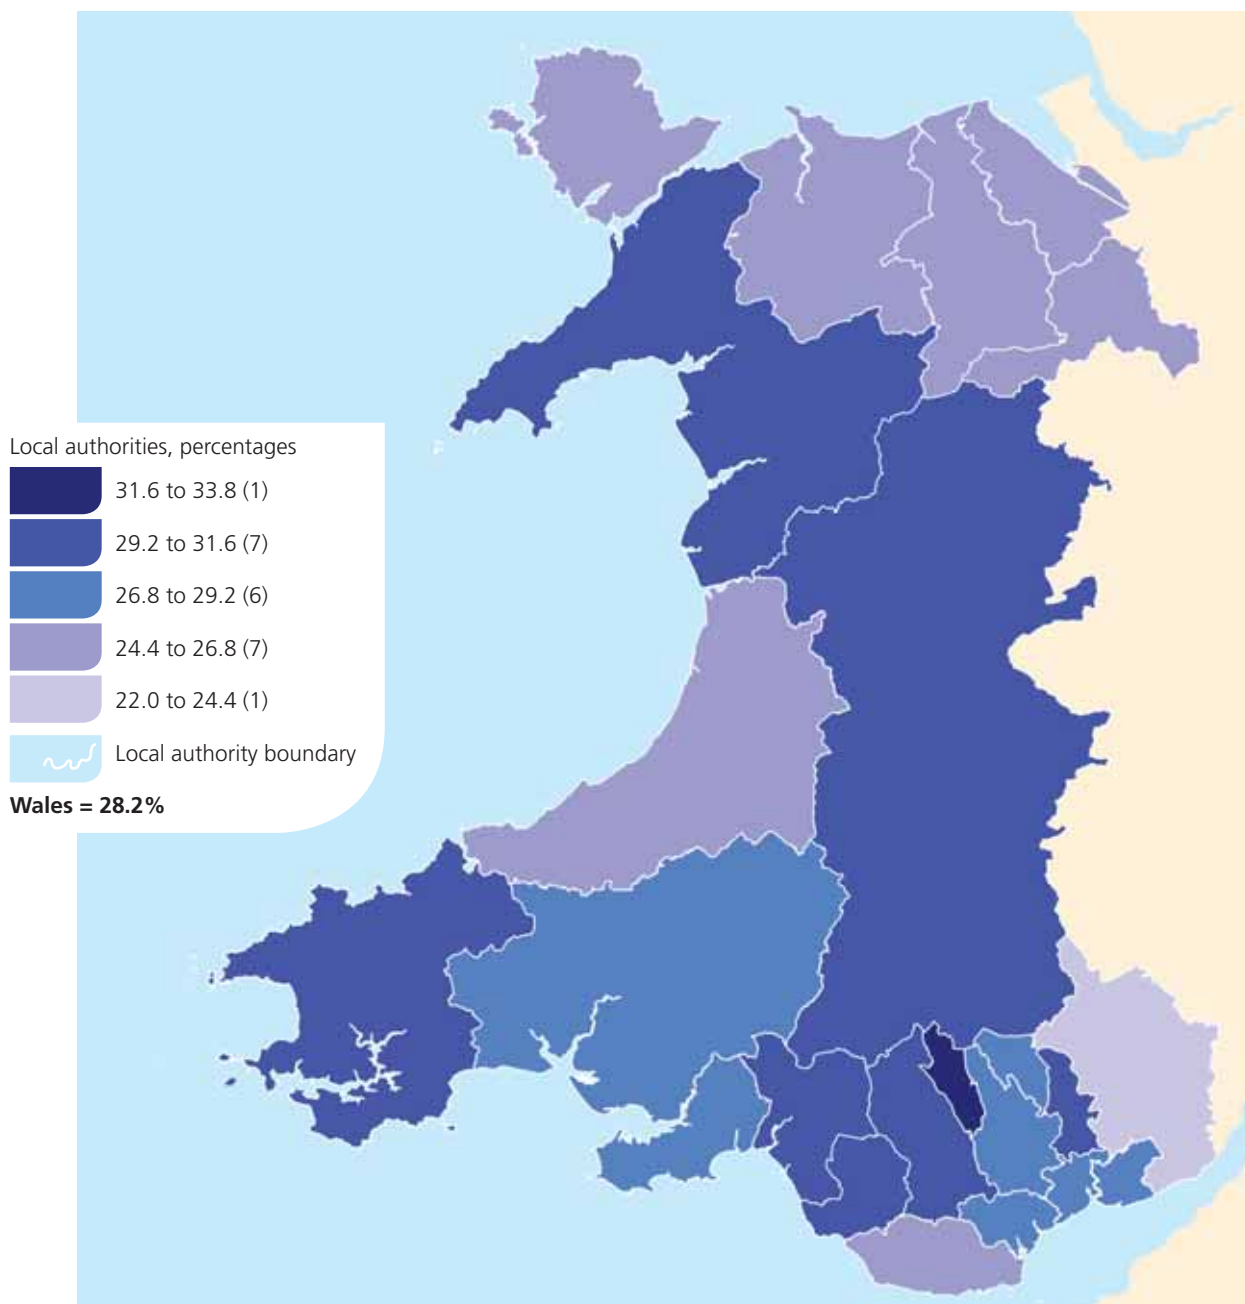 Local authorities, percentages
31.6 to 33.8 (1)
29.2 to 31.6 (7)
26.8 to 29.2 (6)
24.4 to 26.8 (7)
22.0 to 24.4 (1)
Local authority boundary
Wales = 28.2%